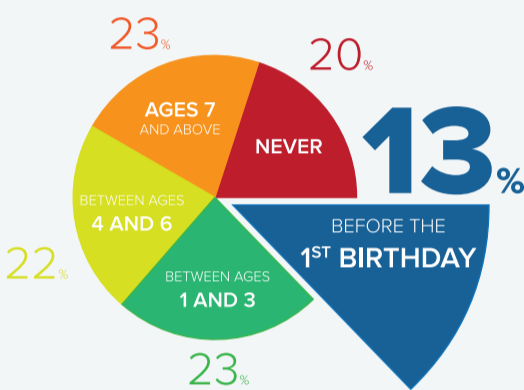 23%
20%
AGES 7
AND ABOVE
NEVER
13%
BETWEEN AGES
4 AND 6
BEFORE THE
1ST BIRTHDAY
22%
BETWEEN AGES
1 AND 3
23%